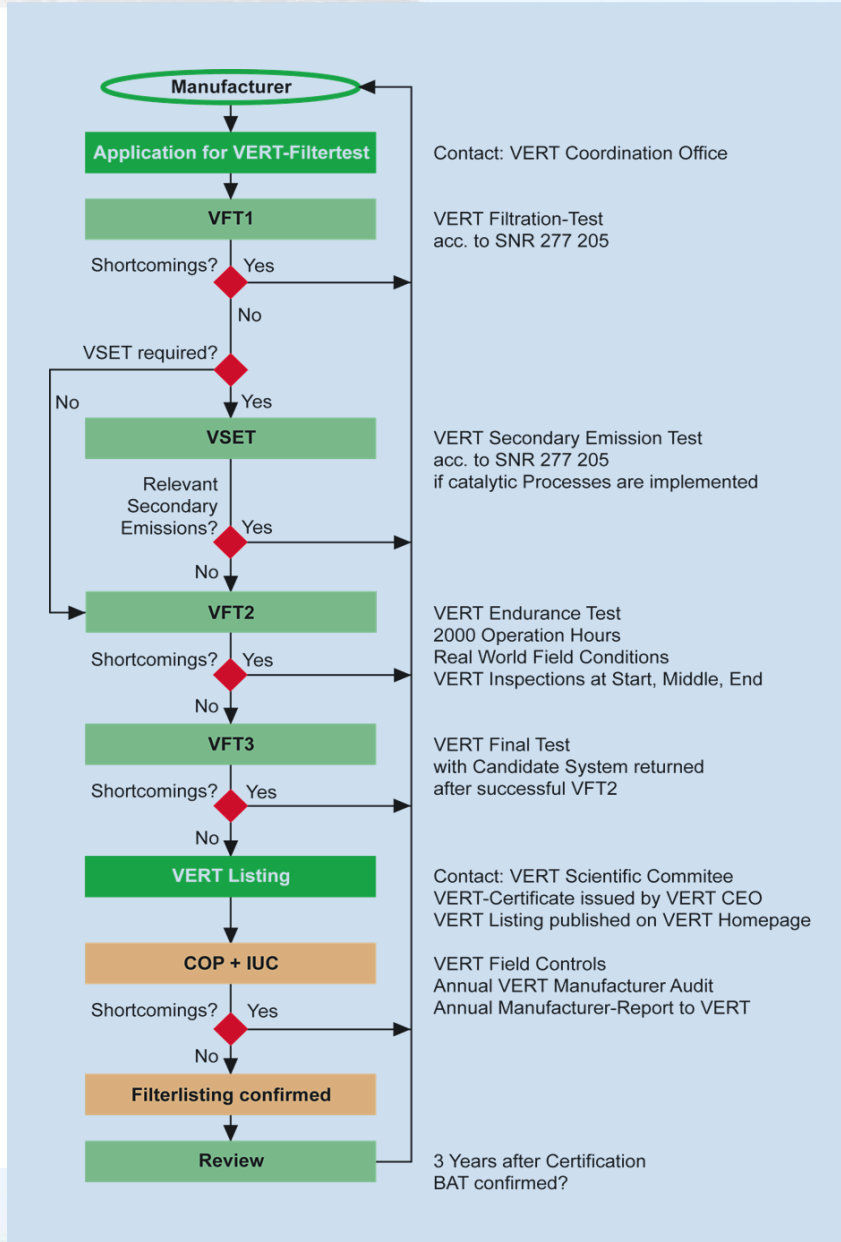 Manufacturer
Application for VERT-Filtertest
Contact: VERT Coordination Office
VFT1
VERT Filtration-Test
acc. to SNR 277 205
Shortcomings?
Yes
No
VSET required?
No
Yes
VSET
VERT Secondary Emission Test
acc. to SNR 277 205
if catalytic Processes are implemented
Relevant
Secondary
Emissions?
Yes
No
VFT2
VERT Endurance Test
2000 Operation Hours
Real World Field Conditions
VERT Inspections at Start, Middle, End
Shortcomings?
Yes
No
VFT3
VERT Final Test
with Candidate System returned
after successful VFT2
Shortcomings?
Yes
No
VERT Listing
Contact: VERT Scientific Commitee
VERT-Certificate issued by VERT CEO
VERT Listing published on VERT Homepage
COP + IUC
VERT Field Controls
Annual VERT Manufacturer Audit
Annual Manufacturer-Report to VERT
Shortcomings?
Yes
No
Filterlisting confirmed
Review
3 Years after Certification
BAT confirmed?